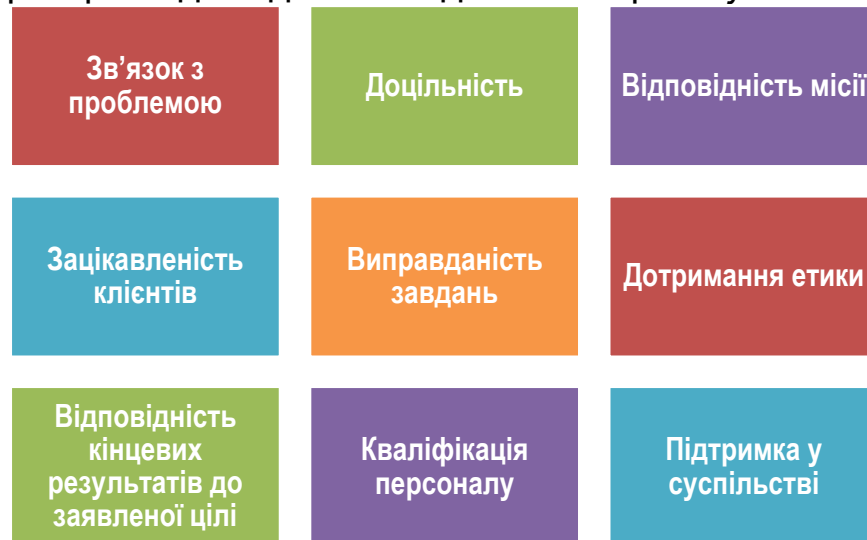 Зв’язок з
проблемою
Доцільність
Відповідність місії
Зацікавленість
клієнтів
Виправданість
завдань
Дотримання етики
Відповідність
кінцевих
результатів до
заявленої цілі
Кваліфікація
персоналу
Підтримка у
суспільстві